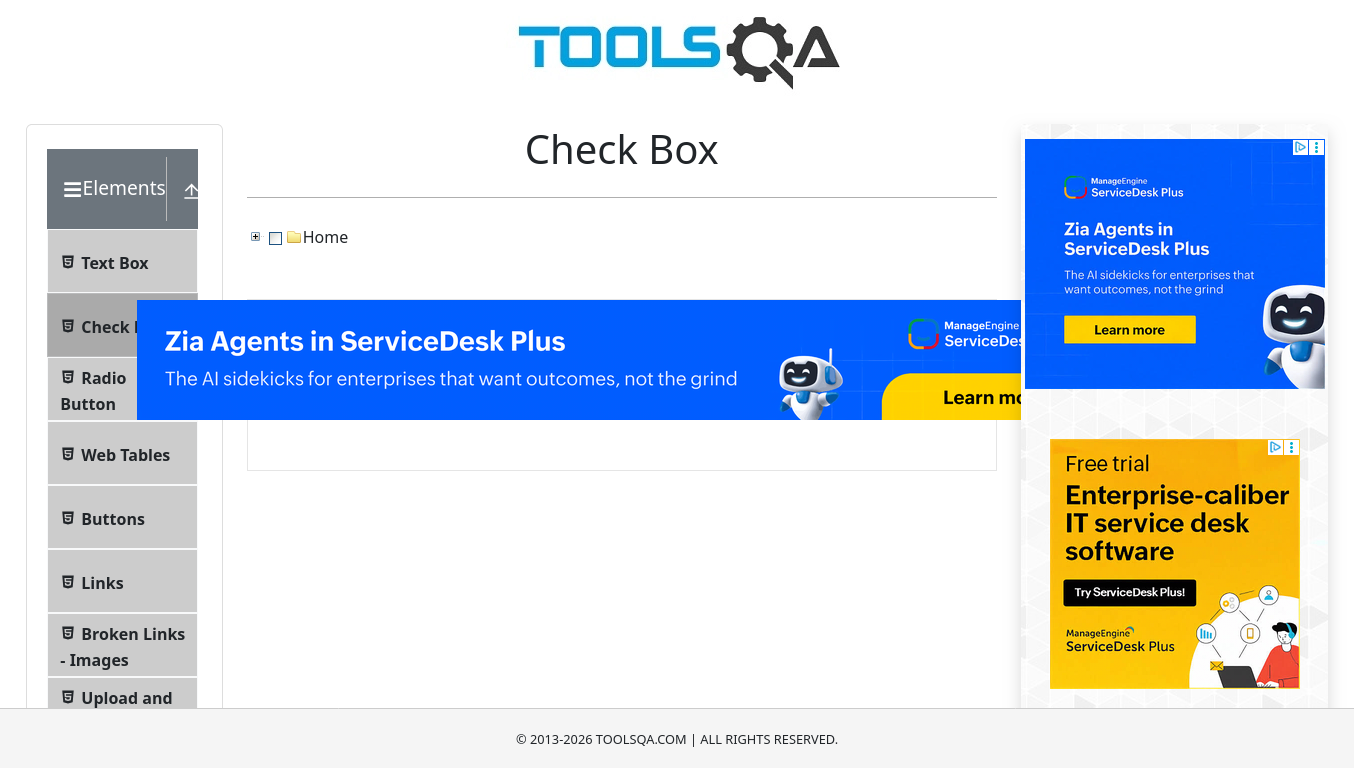 TOOLSQA
Check Box
Elements
Text Box
Check
Radio
Button
Web Tables
Buttons
Links
Broken Links
- Images
Upload and
Home
Zia Agents in ServiceDesk Plus
The AI sidekicks for enterprises that want outcomes, not the grind
ManageEngine
ServiceDes
Learn mo
ManageEngine
ServiceDesk Plus
Zia Agents in
ServiceDesk Plus
The AI sidekicks for enterprises that
want outcomes, not the grind
Learn more
Free trial
Enterprise-caliber
IT service desk
software
Try ServiceDesk Plus!
ManageEngine
ServiceDesk Plus
© 2013-2026 TOOLSQA.COM | ALL RIGHTS RESERVED.